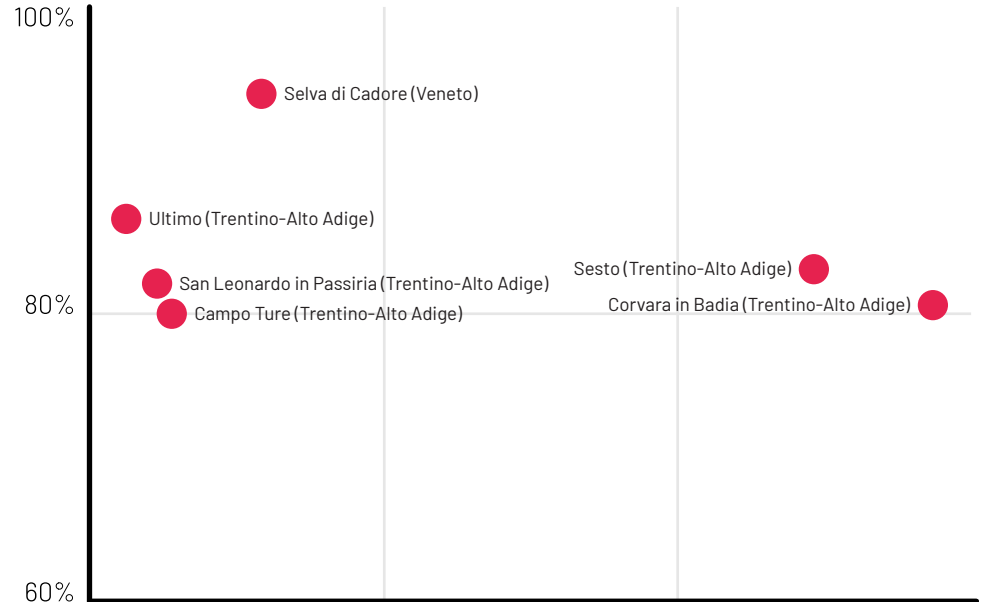 100%
Selva di Cadore (Veneto)
Ultimo (Trentino-Alto Adige)
Sesto (Trentino-Alto Adige)
San Leonardo in Passiria (Trentino-Alto Adige)
80%
Corvara in Badia (Trentino-Alto Adige)
Campo Ture (Trentino-Alto Adige)
60%